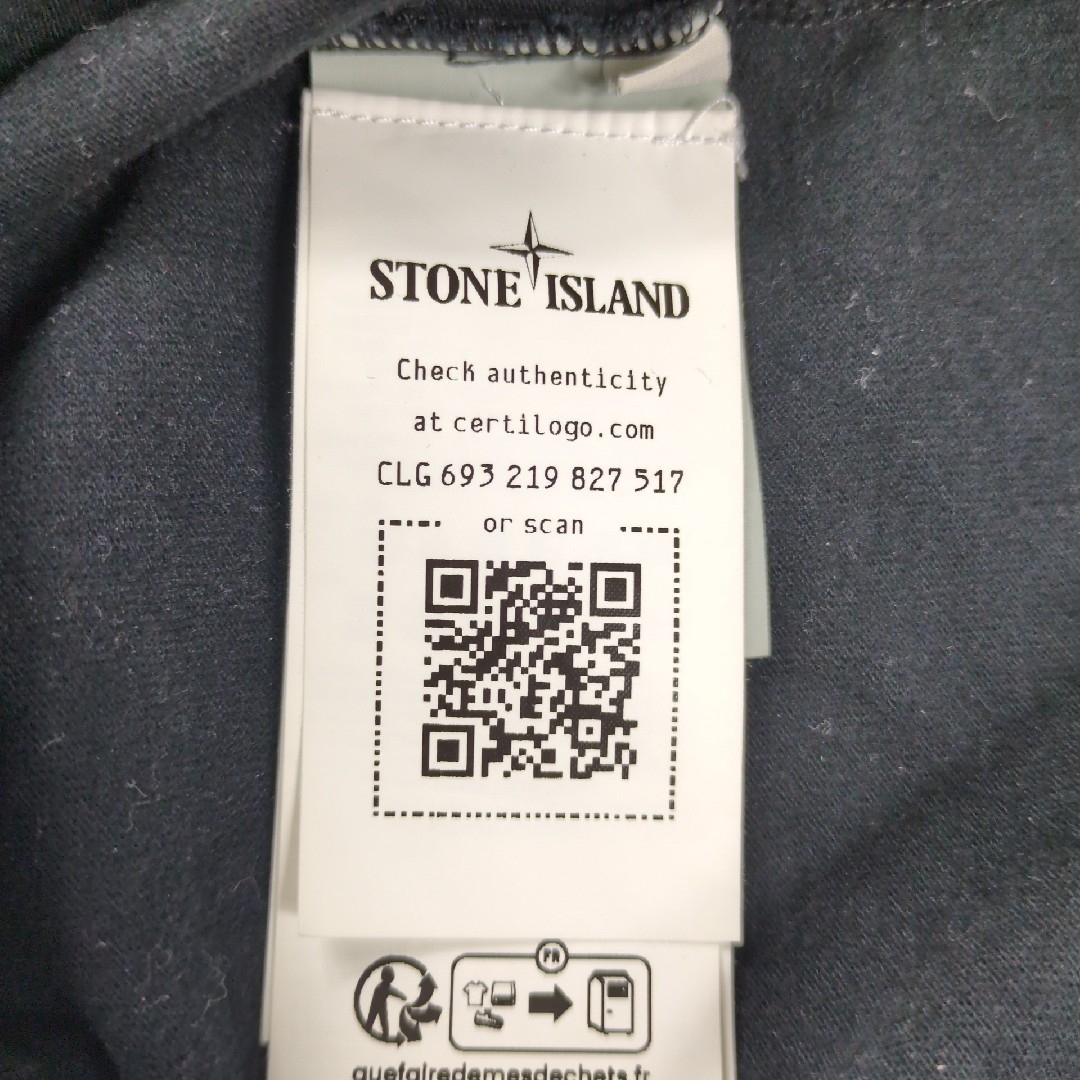 STONE ISLAND
Check authenticity
at certilogo.com
CLG 693 219 827 517
or scan
FR
quefairedemesdechets.fr